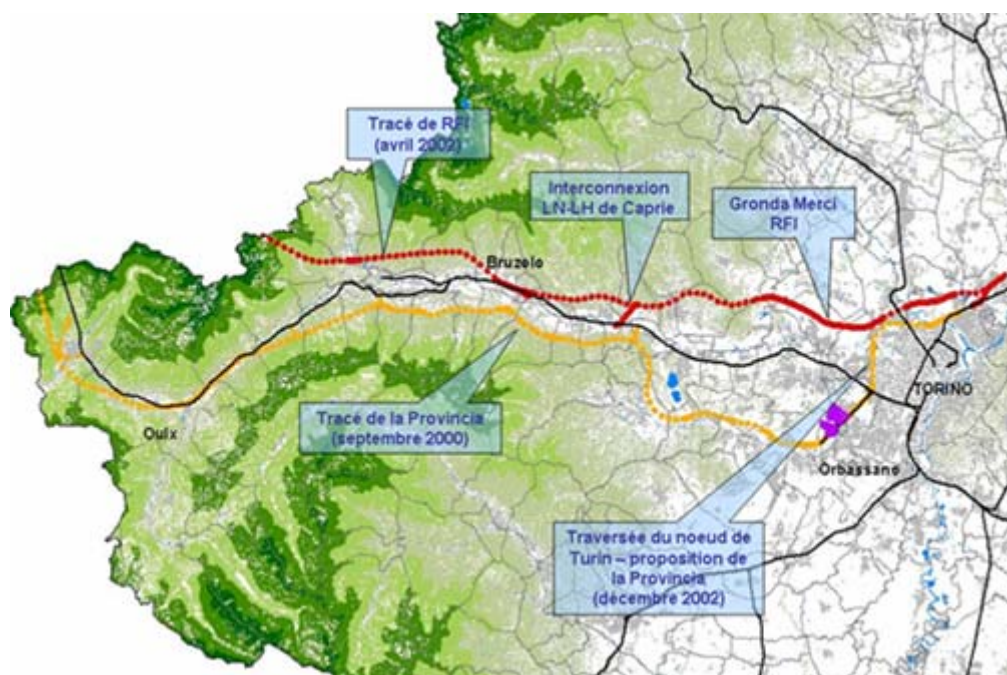 Tracé de RFI
(avril 2002)
Interconnexion
LN-LH de Caprie
Gronda Merci
RFI
Bruzolo
TORINO
Tracé de la Provincia
(septembre 2000)
Oulx
Orbassano
Traversée du noeud de
Turin – proposition de
la Provincia
(décembre 2002)